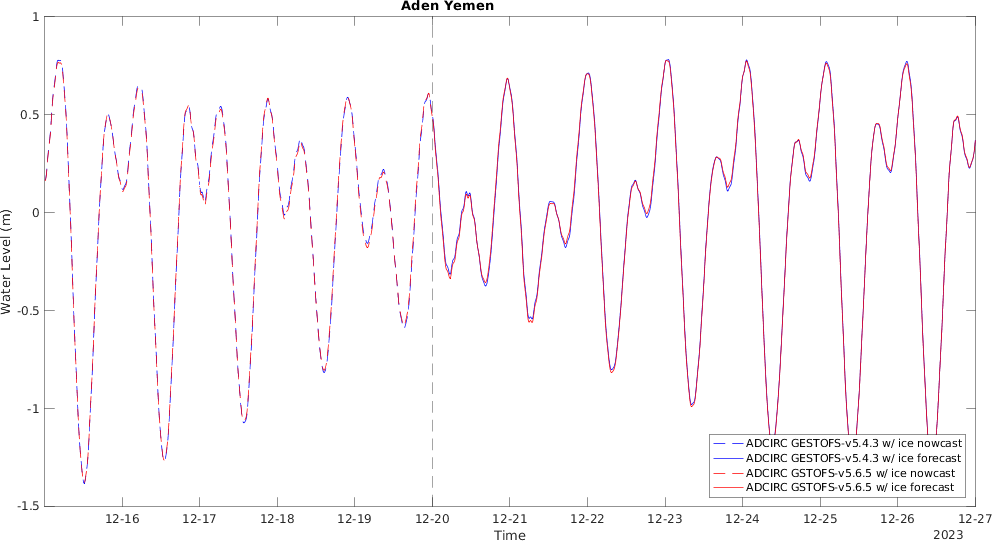 Aden Yemen
1
0.5
0
-0.5
-1
-1.5
Water Level (m)
12-16 12-17 12-18 12-19 12-20 12-21 12-22 12-23 12-24 12-25 12-26 12-27
Time
2023
ADCIRC GESTOFS-v5.4.3 w/ ice nowcast
ADCIRC GESTOFS-v5.4.3 w/ ice forecast
ADCIRC GSTOFS-v5.6.5 w/ ice nowcast
ADCIRC GSTOFS-v5.6.5 w/ ice forecast